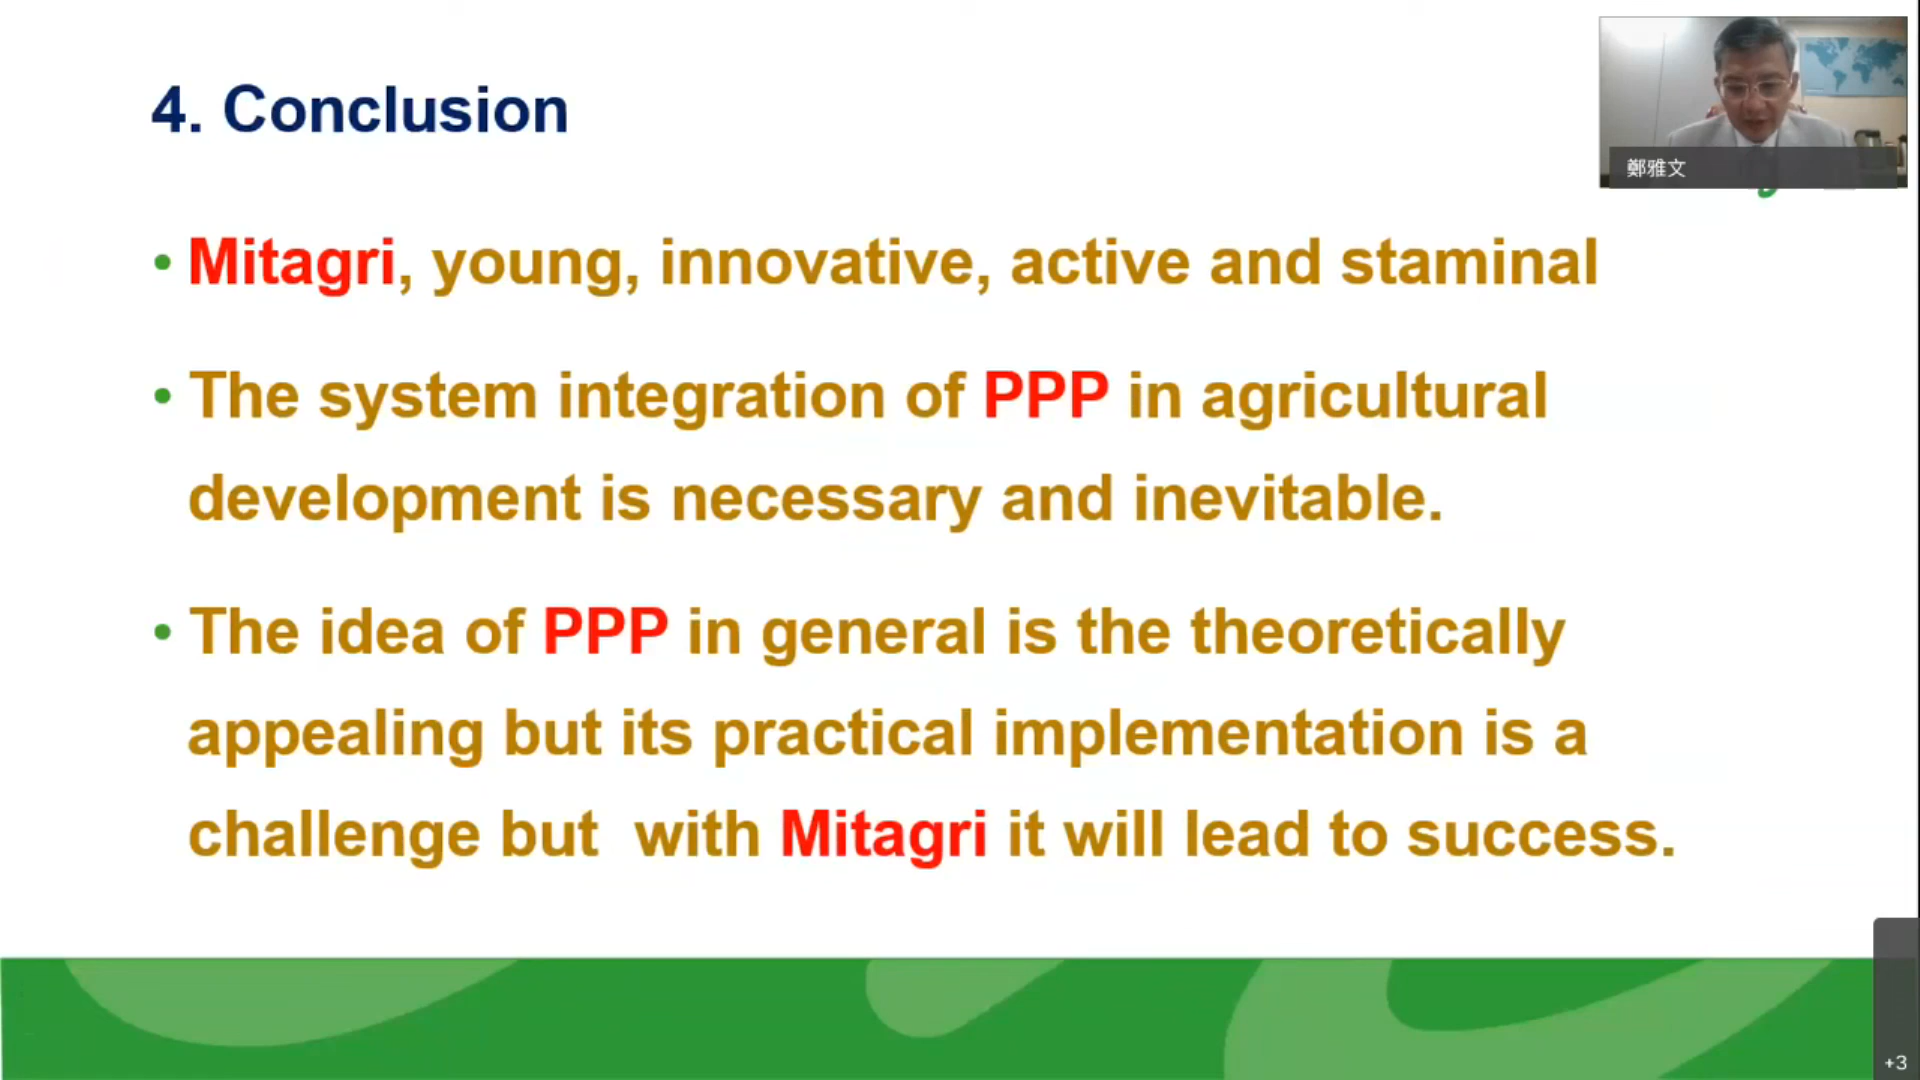 4. Conclusion
鄭雅文
• Mitagri, young, innovative, active and staminal
• The system integration of PPP in agricultural
development is necessary and inevitable.
• The idea of PPP in general is the theoretically
appealing but its practical implementation is a
challenge but  with Mitagri it will lead to success.
+3